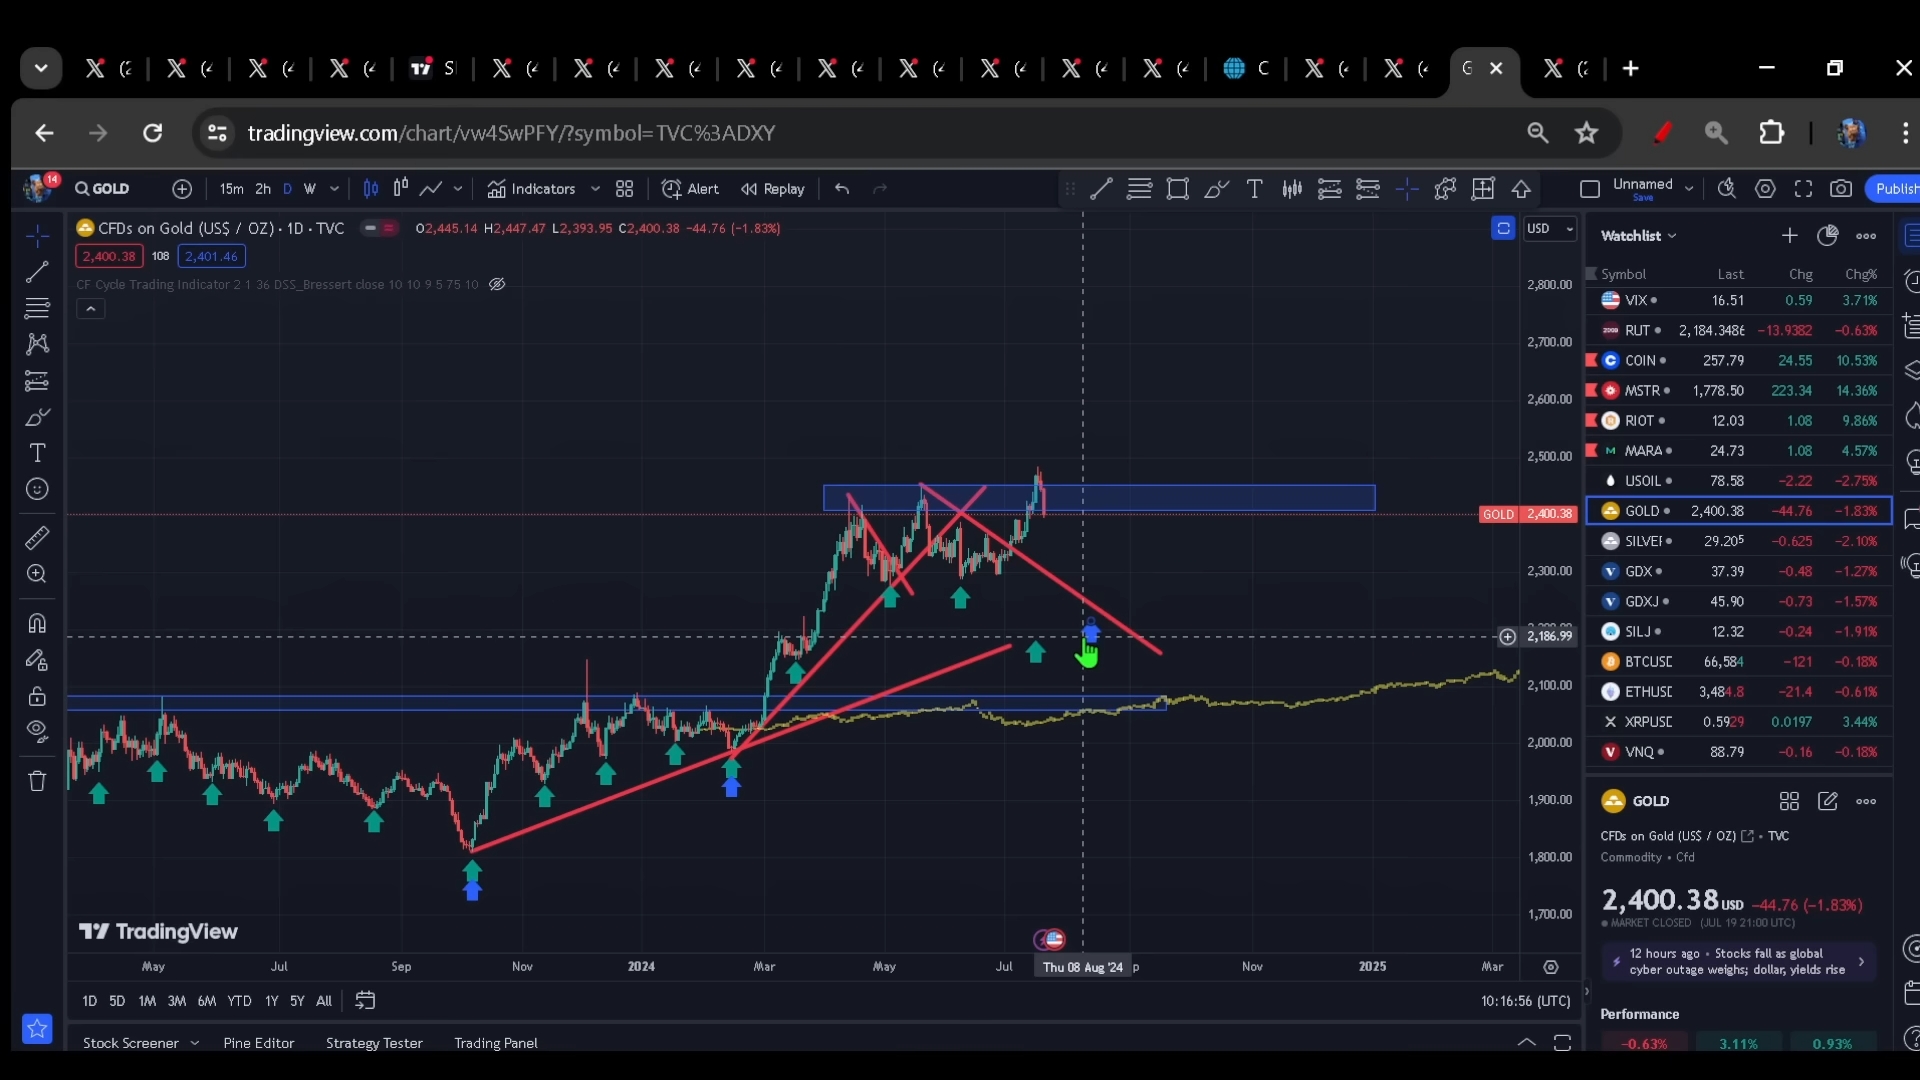 S
C
G
tradingview.com/chart/vw4SwPFY/?symbol=TVC%3ADXY
14
GOLD
15m 2h D W
Indicators
Alert
Replay
Unnamed
Save
Publish
CFDs on Gold (US$ / OZ) · 1D · TVC
O2,445.14 H2,447.47 L2,393.95 C2,400.38 -44.76 (-1.83%)
2,400.38 108 2,401.46
CF Cycle Trading Indicator 2 1 36 DSS_Bressert close 10 10 9 5 75 10
USD
2,800.00
2,700.00
2,600.00
2,500.00
GOLD 2,400.38
2,300.00
2,186.99
2,100.00
2,000.00
1,900.00
1,800.00
1,700.00
TradingView
May Jul Sep Nov 2024 Mar May Jul Thu 08 Aug '24 Nov 2025 Mar
1D 5D 1M 3M 6M YTD 1Y 5Y All
10:16:56 (UTC)
Stock Screener Pine Editor Strategy Tester Trading Panel
Watchlist
Symbol Last Chg Chg%
VIX 16.51 0.59 3.71%
RUT 2,184.3486 -13.9382 -0.63%
COIN 257.79 24.55 10.53%
MSTR 1,778.50 223.34 14.36%
RIOT 12.03 1.08 9.86%
MARA 24.73 1.08 4.57%
USOIL 78.58 -2.22 -2.75%
GOLD 2,400.38 -44.76 -1.83%
SILVER 29.205 -0.625 -2.10%
GDX 37.39 -0.48 -1.27%
GDXJ 45.90 -0.73 -1.57%
SILJ 12.32 -0.24 -1.91%
BTCUSD 66,584 -121 -0.18%
ETHUSD 3,484.8 -21.4 -0.61%
XRPUSD 0.5929 0.0197 3.44%
VNQ 88.79 -0.16 -0.18%
GOLD
CFDs on Gold (US$ / OZ) · TVC
Commodity · Cfd
2,400.38 USD -44.76 (-1.83%)
MARKET CLOSED (JUL 19 21:00 UTC)
12 hours ago · Stocks fall as global
cyber outage weighs; dollar, yields rise
Performance
-0.63% 3.11% 0.93%